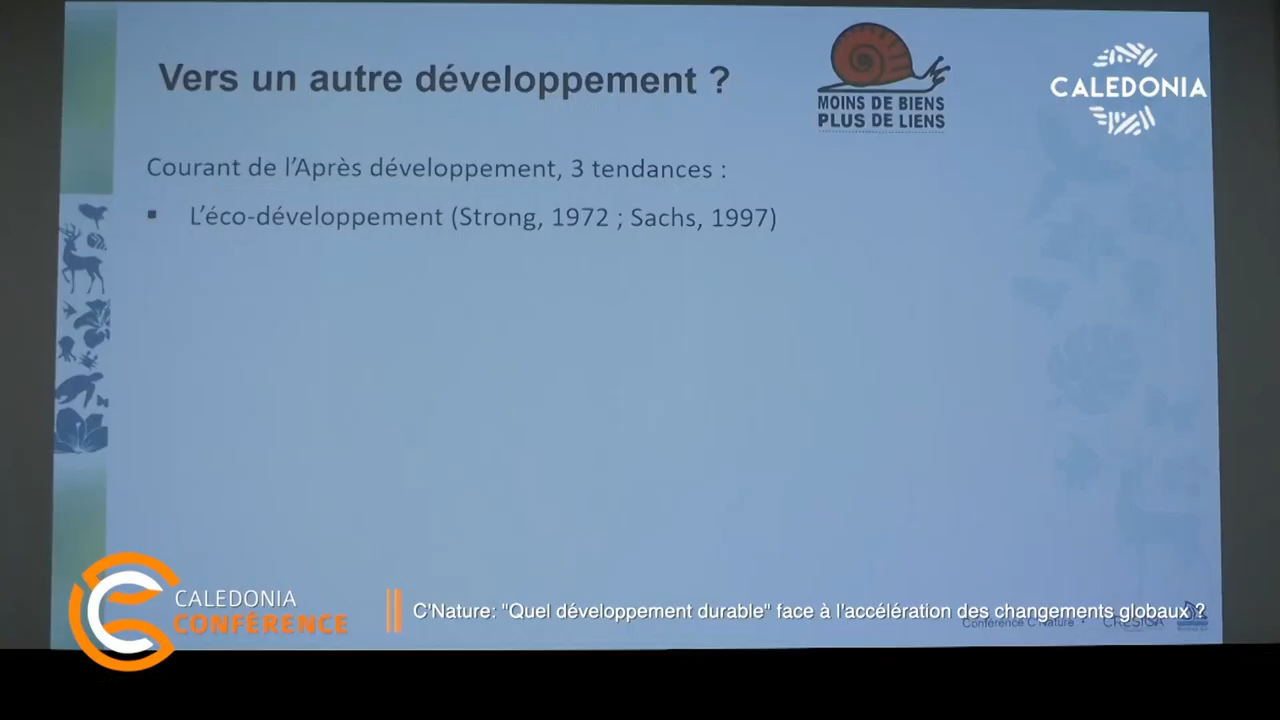 Vers un autre développement ?
MOINS DE BIENS
PLUS DE LIENS
CALEDONIA
Courant de l'Après développement, 3 tendances :
▪ L'éco-développement (Strong, 1972 ; Sachs, 1997)
CALEDONIA
CONFÉRENCE
C'Nature: "Quel développement durable" face à l'accélération des changements globaux ?
Conférence C'Nature • CRESICA